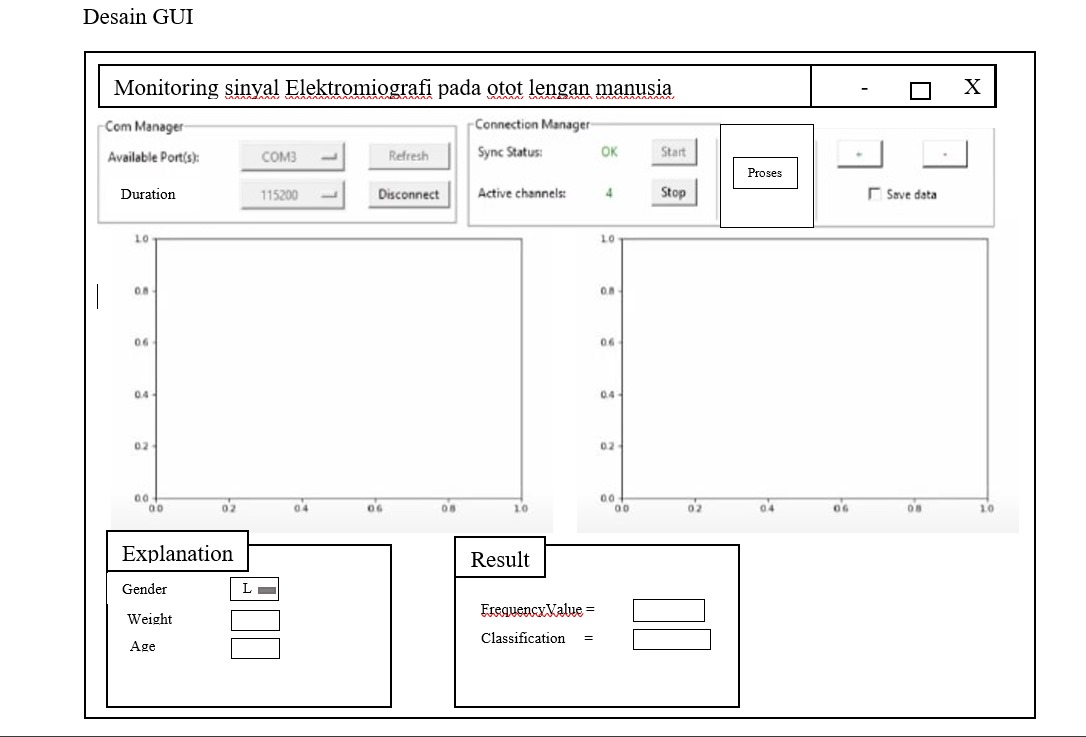 Desain GUI
Monitoring sinyal Elektromiografi pada otot lengan manusia - X
Com Manager
Available Port(s): COM3 Refresh
Duration 115200 Disconnect
Connection Manager
Sync Status: OK Start
Active channels: 4 Stop
Proses
+ -
Save data
1.0
0.8
0.6
0.4
0.2
0.0
0.0 0.2 0.4 0.6 0.8 1.0
1.0
0.8
0.6
0.4
0.2
0.0
0.0 0.2 0.4 0.6 0.8 1.0
Explanation
Gender L
Weight
Age
Result
FrequencyValue =
Classification =